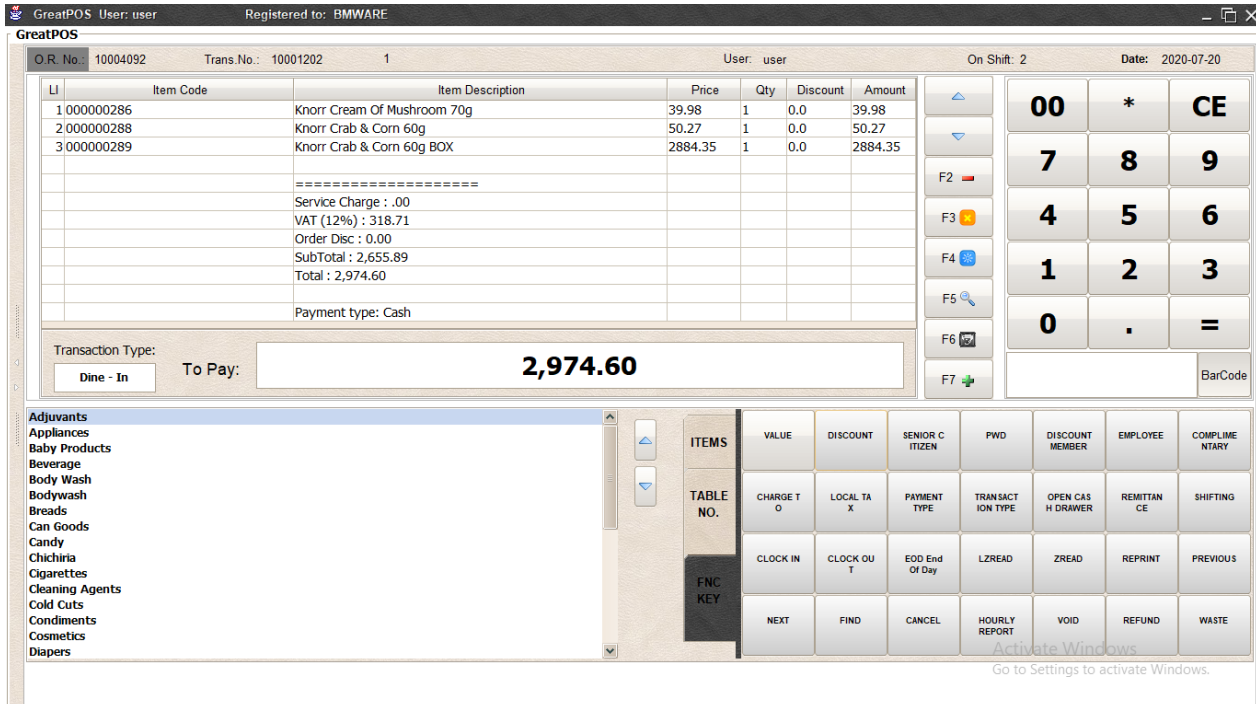 GreatPOS User: user Registered to: BMWARE
GreatPOS
O.R. No.: 10004092 Trans.No.: 10001202 1 User: user On Shift: 2 Date: 2020-07-20
LI Item Code Item Description Price Qty Discount Amount
1 000000286 Knorr Cream Of Mushroom 70g 39.98 1 0.0 39.98
2 000000288 Knorr Crab & Corn 60g 50.27 1 0.0 50.27
3 000000289 Knorr Crab & Corn 60g BOX 2884.35 1 0.0 2884.35
====================
Service Charge : .00
VAT (12%) : 318.71
Order Disc : 0.00
SubTotal : 2,655.89
Total : 2,974.60
Payment type: Cash
Transaction Type:
Dine - In
To Pay: 2,974.60
F2
F3
F4
F5
F6
F7
00 * CE
7 8 9
4 5 6
1 2 3
0 . =
BarCode
Adjuvants
Appliances
Baby Products
Beverage
Body Wash
Bodywash
Breads
Can Goods
Candy
Chichiria
Cigarettes
Cleaning Agents
Cold Cuts
Condiments
Cosmetics
Diapers
ITEMS
TABLE
NO.
FNC
KEY
VALUE DISCOUNT SENIOR C PWD DISCOUNT EMPLOYEE COMPLIME
ITIZEN MEMBER NTARY
CHARGE T LOCAL TA PAYMENT TRANSACT OPEN CAS REMITTAN SHIFTING
O X TYPE ION TYPE H DRAWER CE
CLOCK IN CLOCK OU EOD End LZREAD ZREAD REPRINT PREVIOUS
T Of Day
NEXT FIND CANCEL HOURLY VOID REFUND WASTE
REPORT
Activate Windows
Go to Settings to activate Windows.